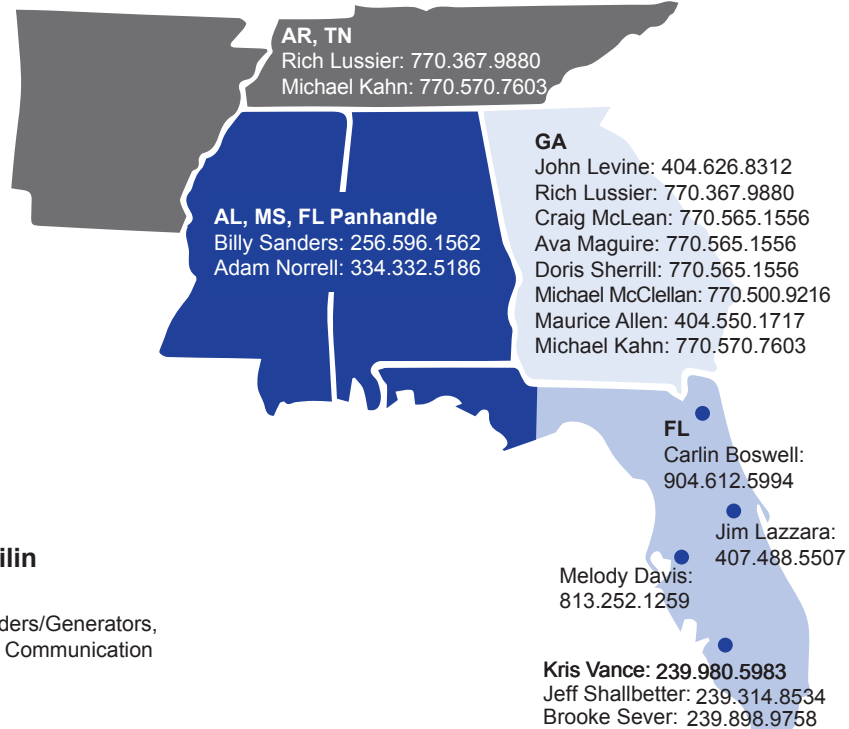 AR, TN
Rich Lussier: 770.367.9880
Michael Kahn: 770.570.7603
GA
John Levine: 404.626.8312
Rich Lussier: 770.367.9880
Craig McLean: 770.565.1556
Ava Maguire: 770.565.1556
Doris Sherrill: 770.565.1556
Michael McClellan: 770.500.9216
Maurice Allen: 404.550.1717
Michael Kahn: 770.570.7603
AL, MS, FL Panhandle
Billy Sanders: 256.596.1562
Adam Norrell: 334.332.5186
FL
Carlin Boswell:
904.612.5994
Jim Lazzara:
407.488.5507
Melody Davis:
813.252.1259
Kris Vance: 239.980.5983
Jeff Shallbetter: 239.314.8534
Brooke Sever: 239.898.9758
ilin
ders/Generators,
Communication